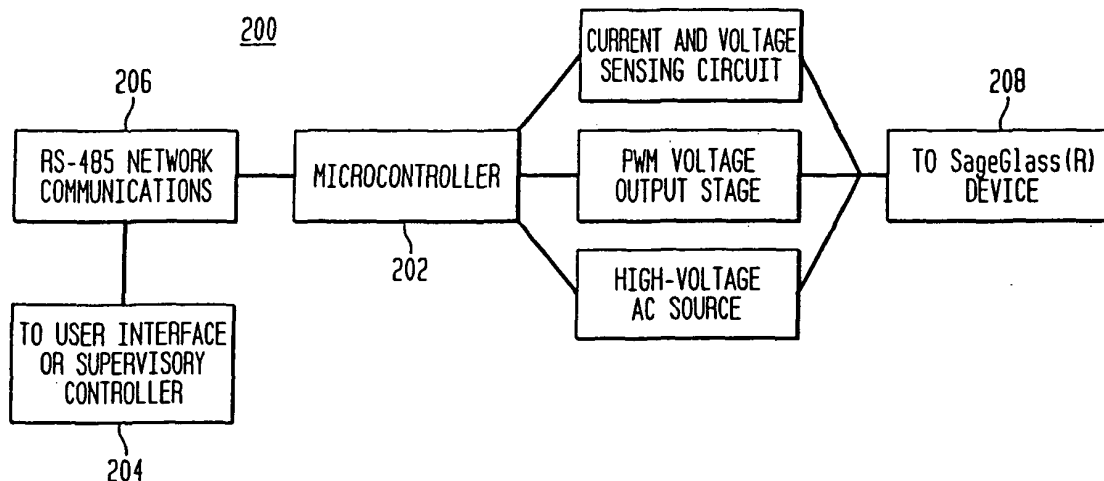 200
206
RS-485 NETWORK
COMMUNICATIONS
MICROCONTROLLER
202
CURRENT AND VOLTAGE
SENSING CIRCUIT
PWM VOLTAGE
OUTPUT STAGE
HIGH-VOLTAGE
AC SOURCE
208
TO SageGlass(R)
DEVICE
TO USER INTERFACE
OR SUPERVISORY
CONTROLLER
204